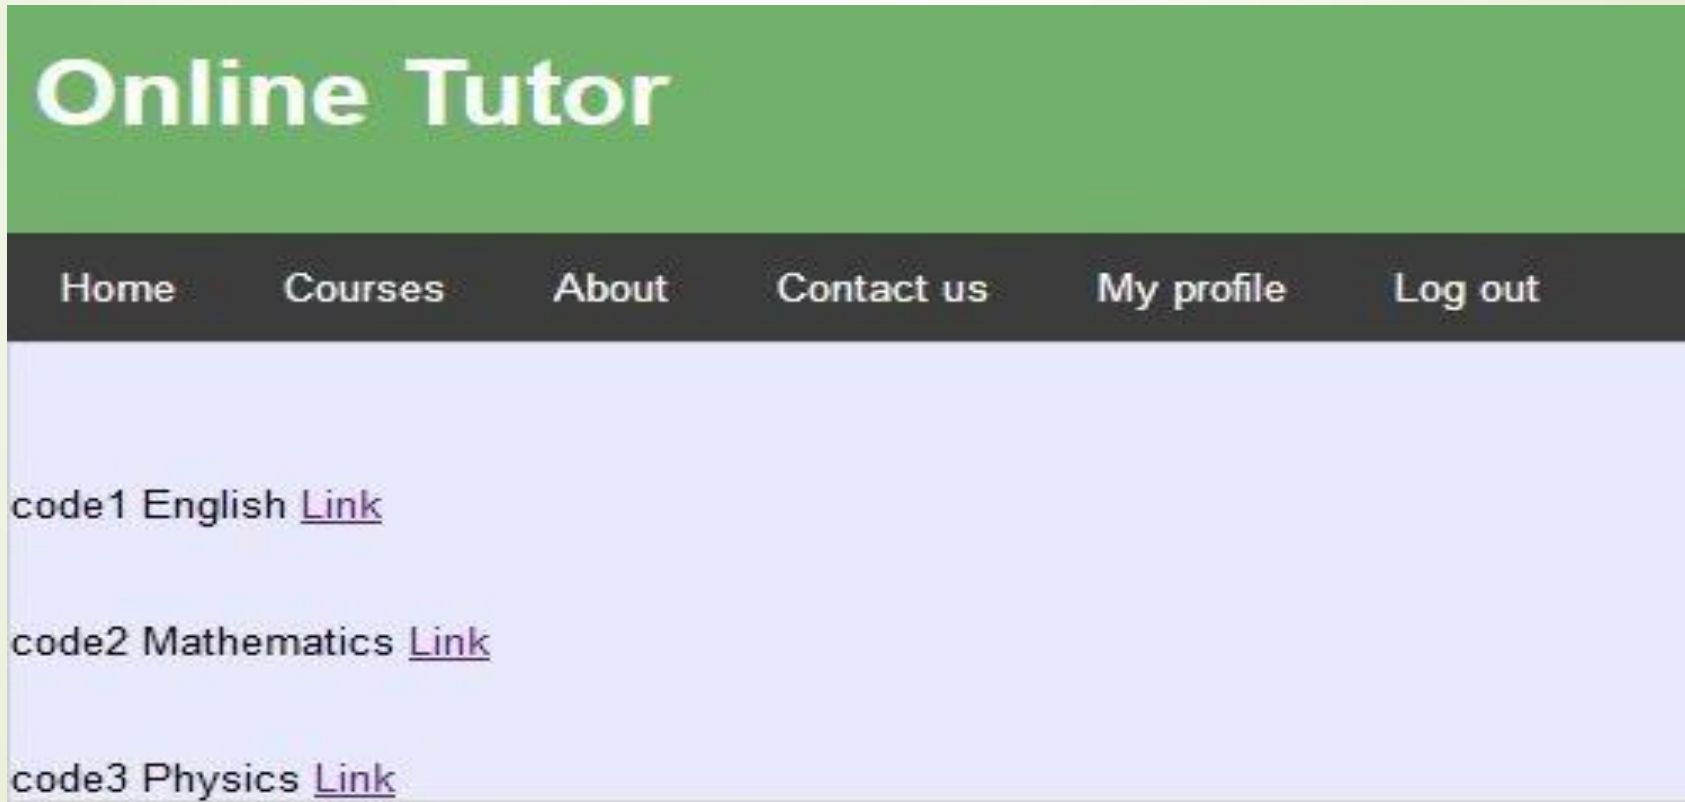 Online Tutor
Home Courses About Contact us My profile Log out
code1 English Link
code2 Mathematics Link
code3 Physics Link